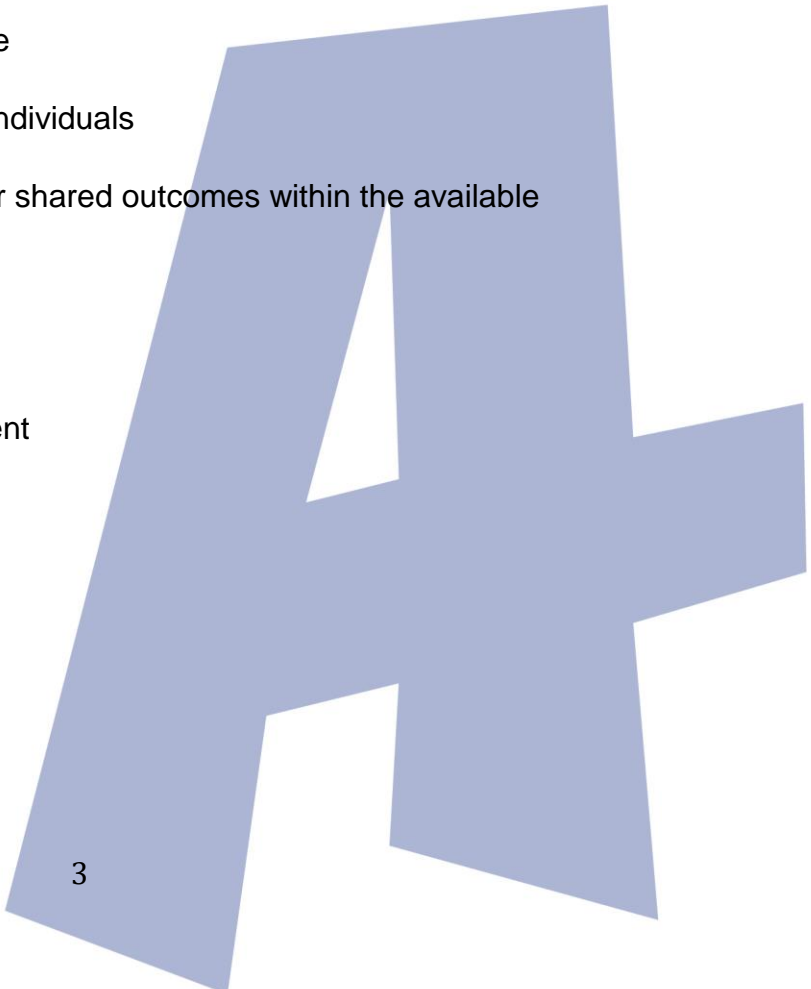 e
ndividuals
r shared outcomes within the available
ent
3